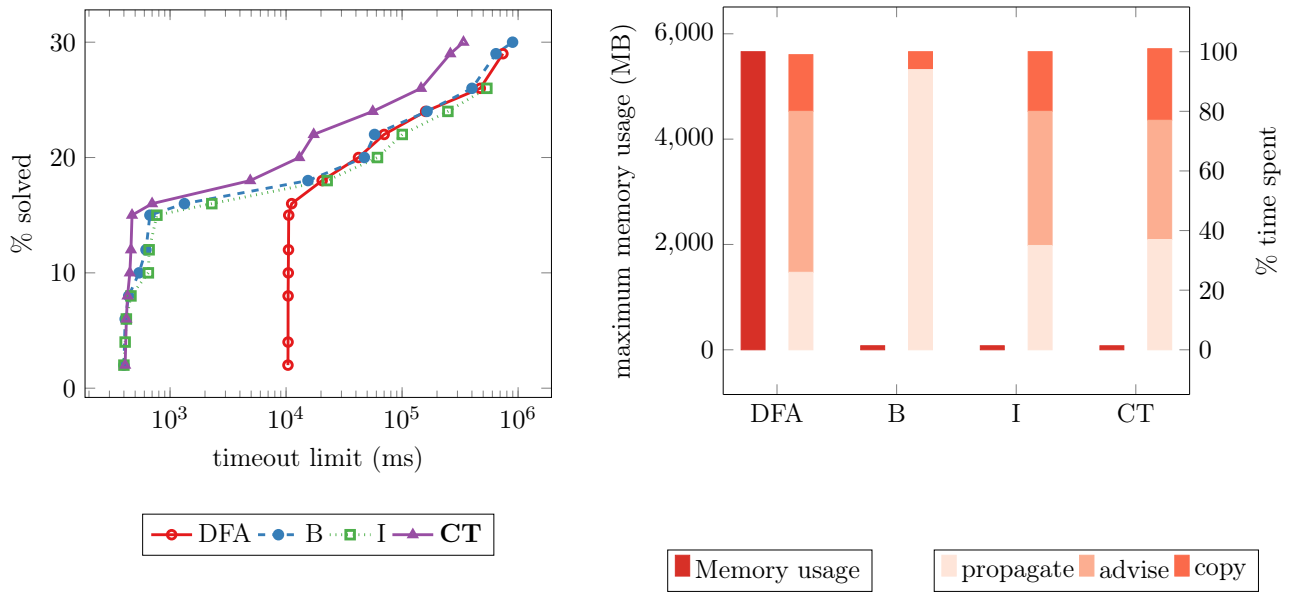 % solved
30
20
10
0
10^3 10^4 10^5 10^6
timeout limit (ms)
DFA B I CT
maximum memory usage (MB)
6,000
4,000
2,000
0
100
80
60
40
20
0
% time spent
DFA B I CT
Memory usage
propagate advise copy